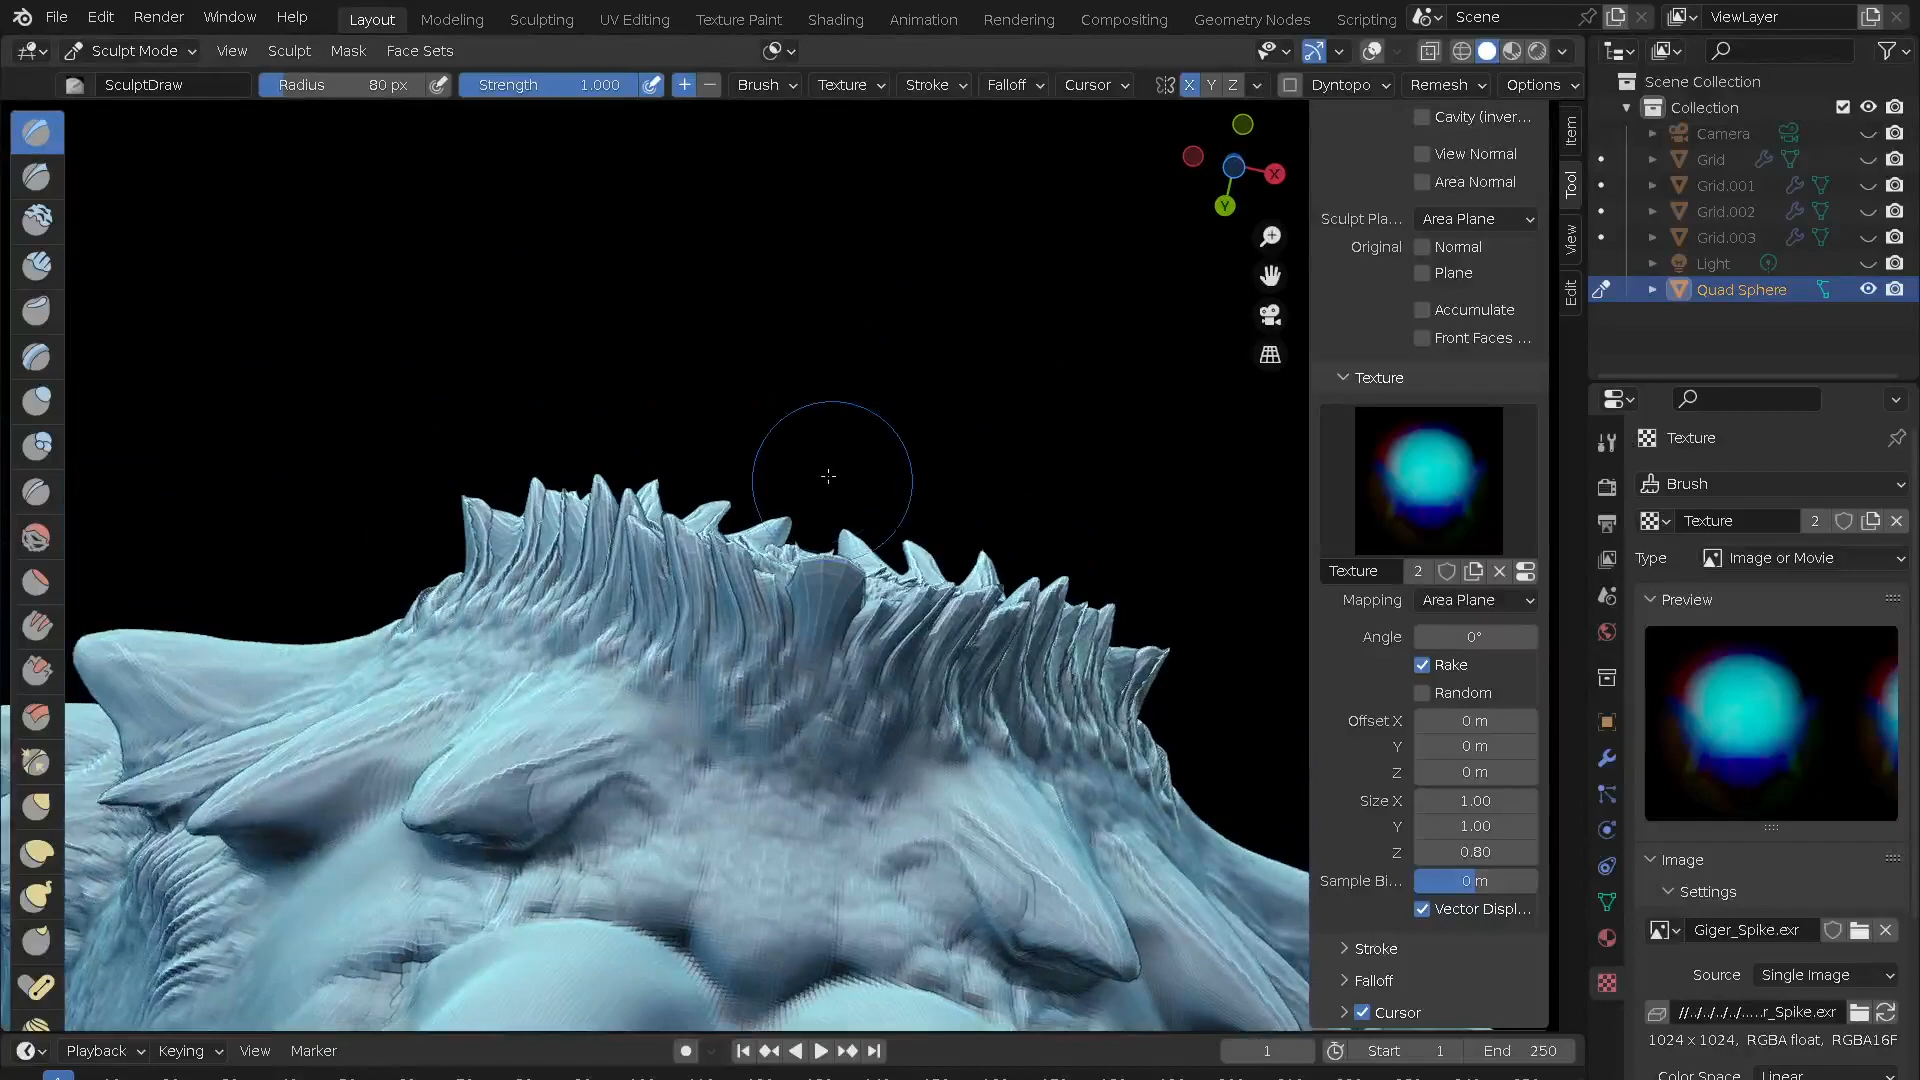 File Edit Render Window Help Layout Modeling Sculpting UV Editing Texture Paint Shading Animation Rendering Compositing Geometry Nodes Scripting Scene ViewLayer
Sculpt Mode View Sculpt Mask Face Sets
SculptDraw Radius 80 px Strength 1.000 Brush Texture Stroke Falloff Cursor X Y Z Dyntopo Remesh Options
Scene Collection
Collection
Camera
Grid
Grid.001
Grid.002
Grid.003
Light
Quad Sphere
X
Y
Item
Tool
View
Edit
Cavity (inver...
View Normal
Area Normal
Sculpt Pla... Area Plane
Original Normal
Plane
Accumulate
Front Faces ...
Texture
Texture 2
Mapping Area Plane
Angle 0°
Rake
Random
Offset X 0 m
Y 0 m
Z 0 m
Size X 1.00
Y 1.00
Z 0.80
Sample Bi... 0 m
Vector Displ...
Stroke
Falloff
Cursor
Texture
Brush
Texture 2
Type Image or Movie
Preview
Image
Settings
Giger_Spike.exr
Source Single Image
//../../../.....r_Spike.exr
1024 x 1024, RGBA float, RGBA16F
Color Space Linear
Playback Keying View Marker 1 Start 1 End 250